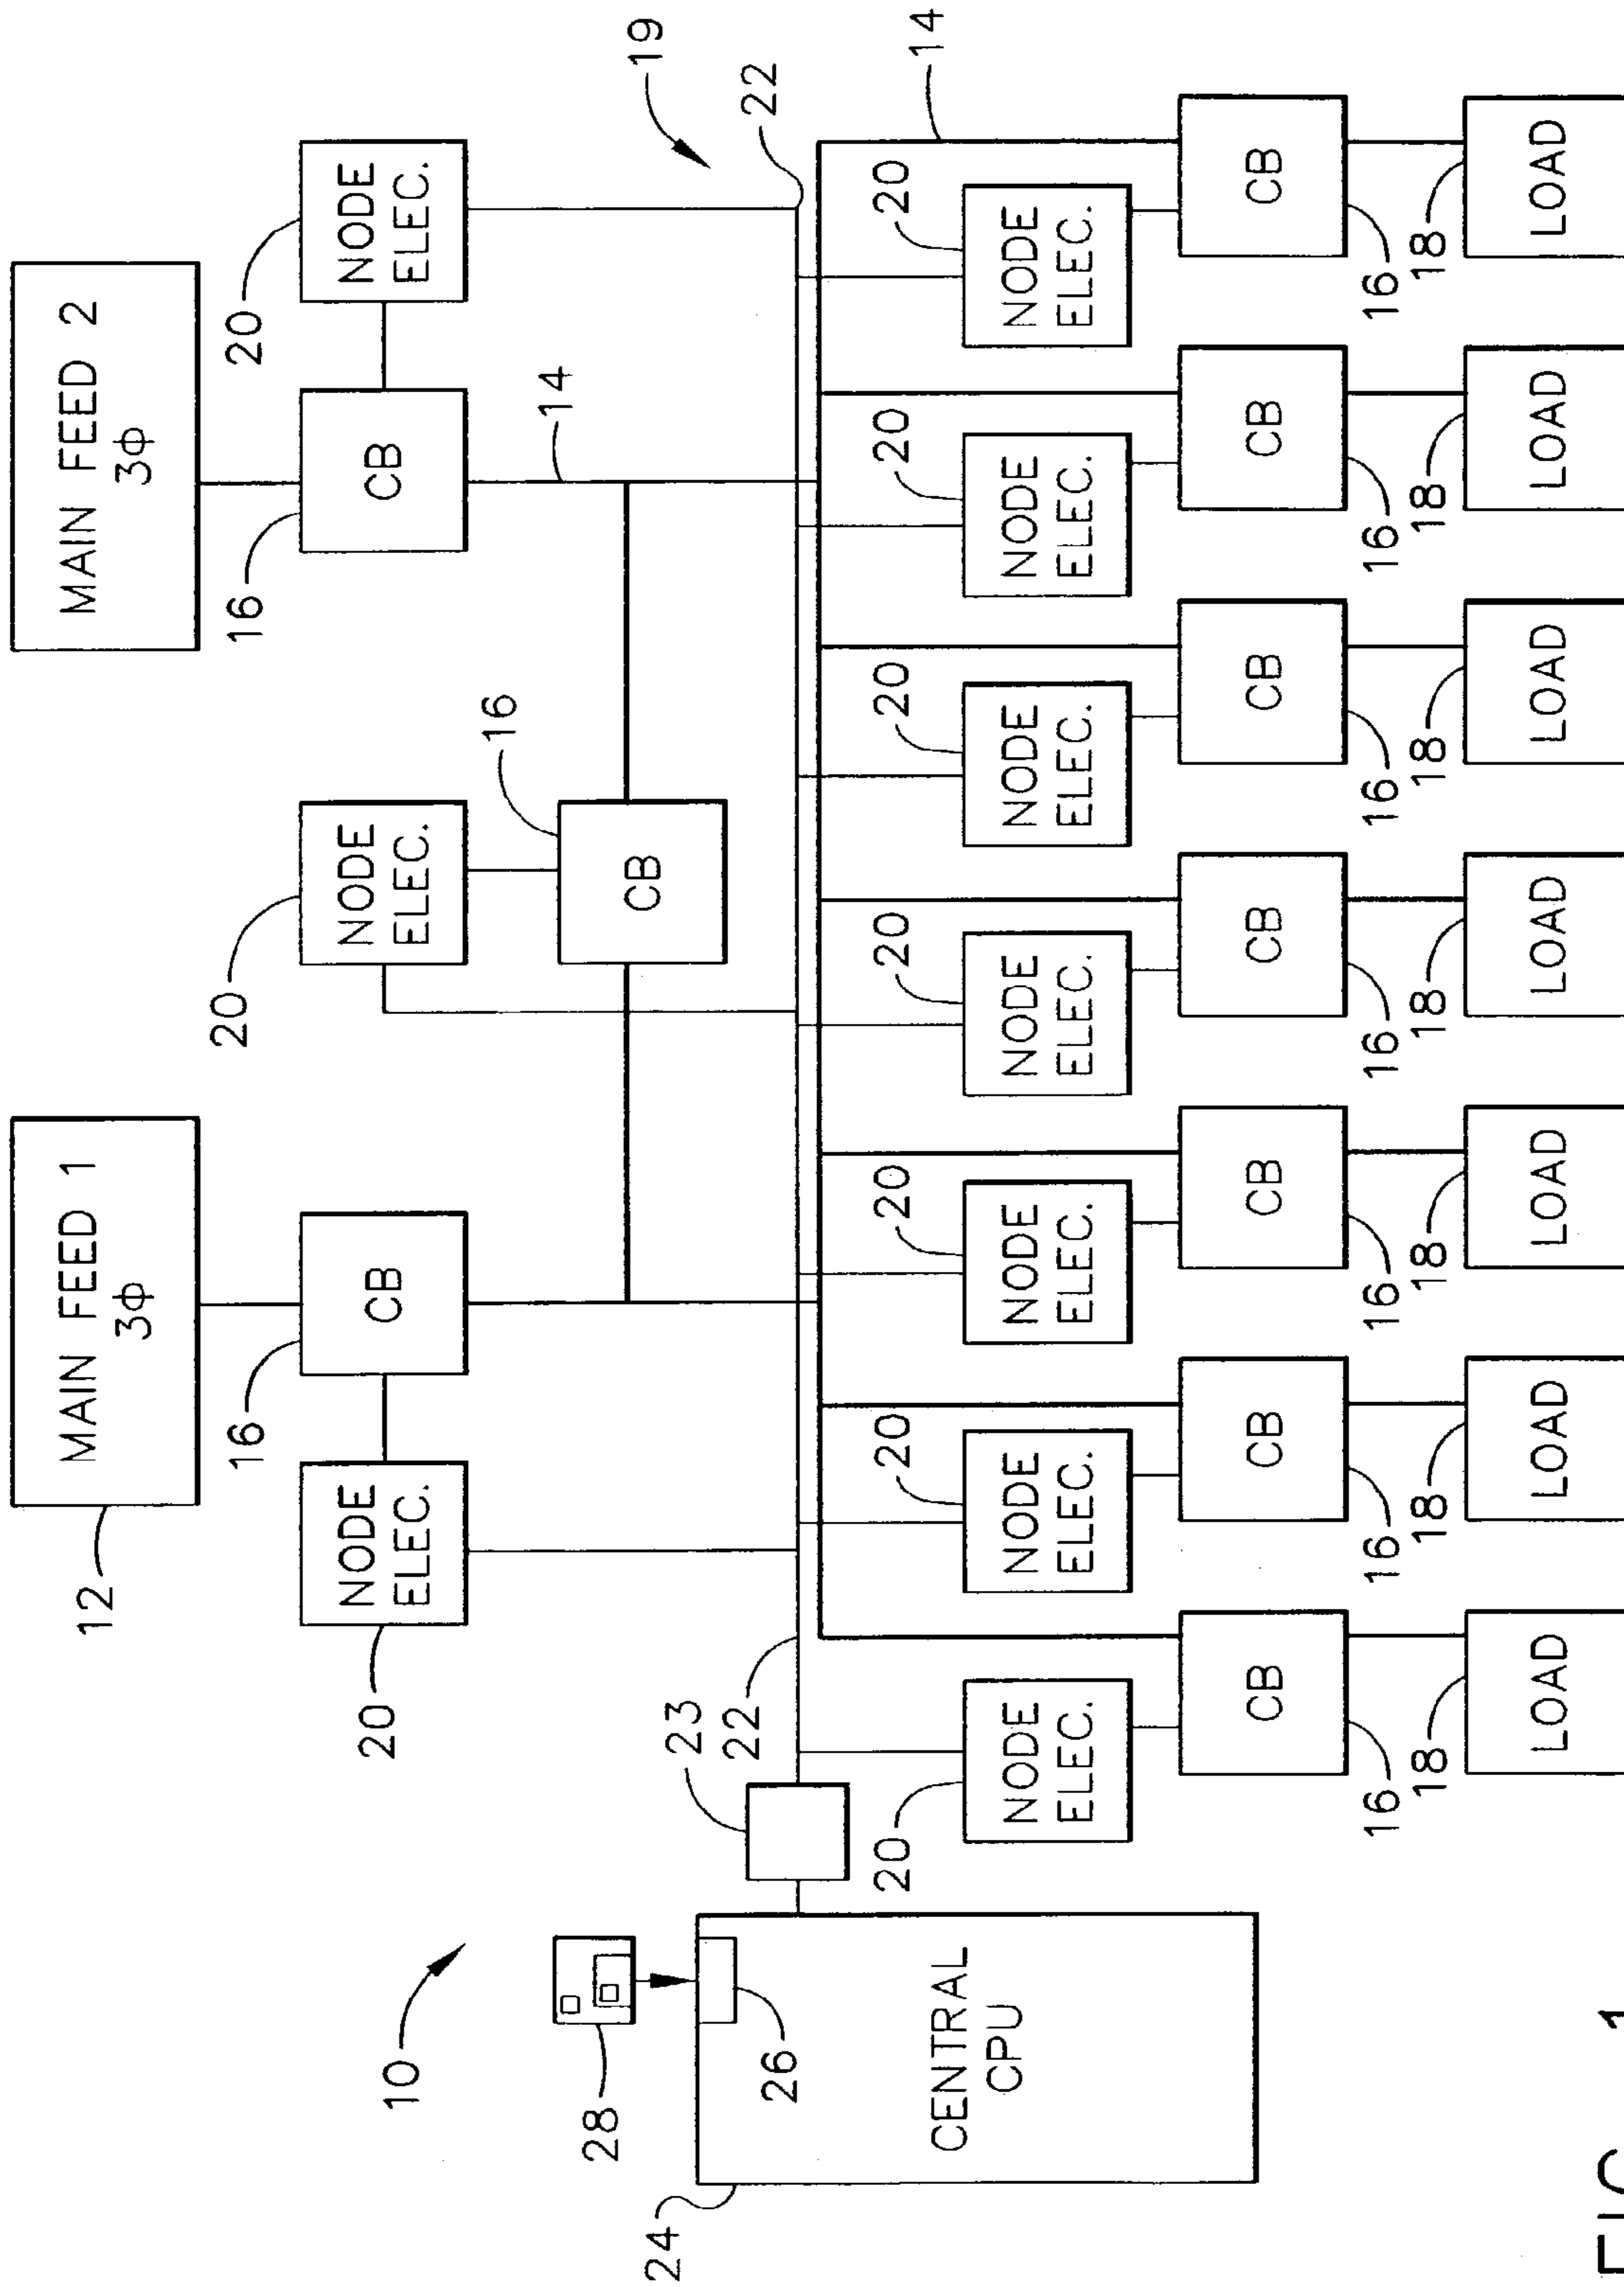 MAIN FEED 1
3Φ
MAIN FEED 2
3Φ
12
20
16
20
16
20
NODE
ELEC.
CB
NODE
ELEC.
CB
NODE
ELEC.
16
14
19
10
28
CB
22
24
26
23
22
14
CENTRAL
CPU
20
20
20
20
20
20
20
NODE
ELEC.
NODE
ELEC.
NODE
ELEC.
NODE
ELEC.
NODE
ELEC.
NODE
ELEC.
NODE
ELEC.
CB
CB
CB
CB
CB
CB
CB
16
16
16
16
16
16
16
18
18
18
18
18
18
18
LOAD
LOAD
LOAD
LOAD
LOAD
LOAD
LOAD